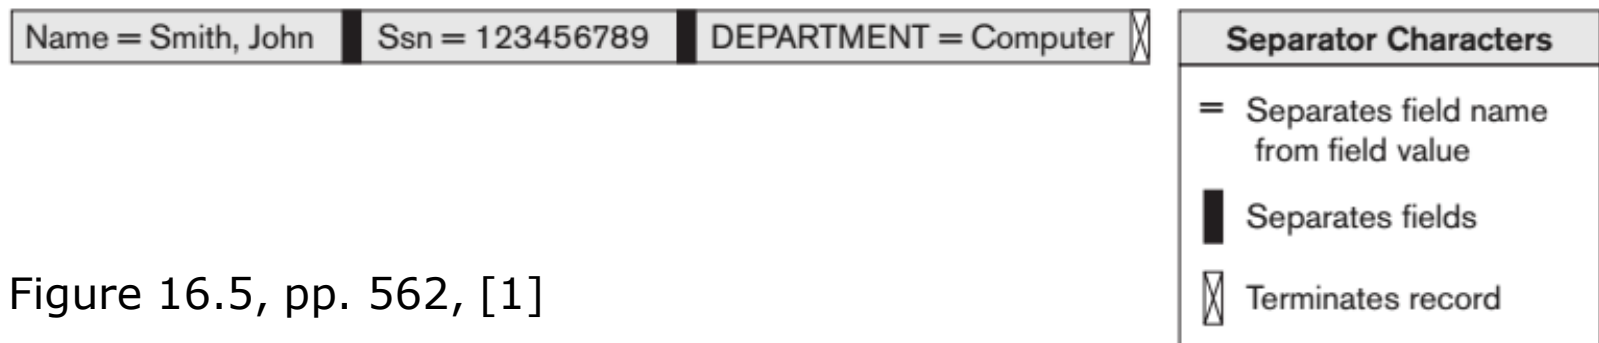 Name = Smith, John Ssn = 123456789 DEPARTMENT = Computer
Separator Characters
= Separates field name
from field value
Separates fields
Terminates record
Figure 16.5, pp. 562, [1]